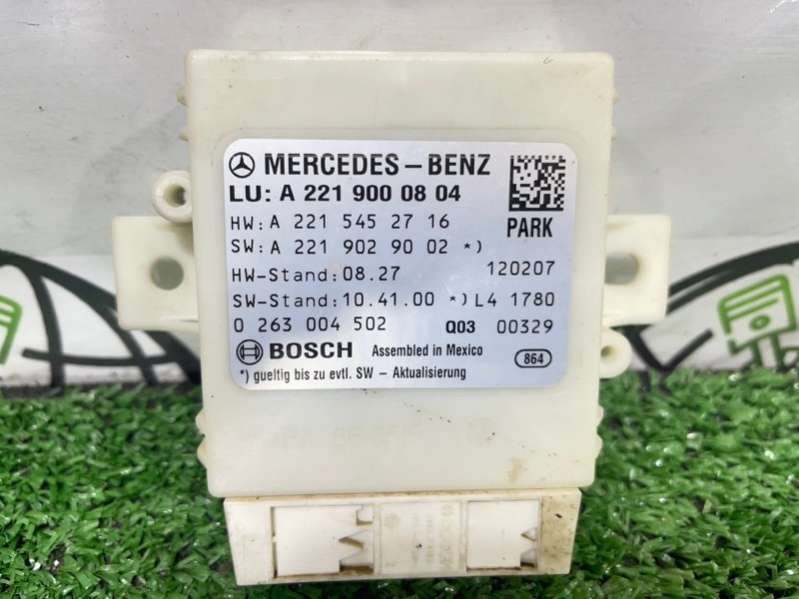 MERCEDES-BENZ
LU: A 221 900 08 04
HW: A 221 545 27 16
PARK
SW: A 221 902 90 02 *)
HW-Stand: 08.27 120207
SW-Stand: 10.41.00 *) L4 1780
0 263 004 502 Q03 00329
BOSCH Assembled in Mexico 864
*) gueltig bis zu evtl. SW - Aktualisierung